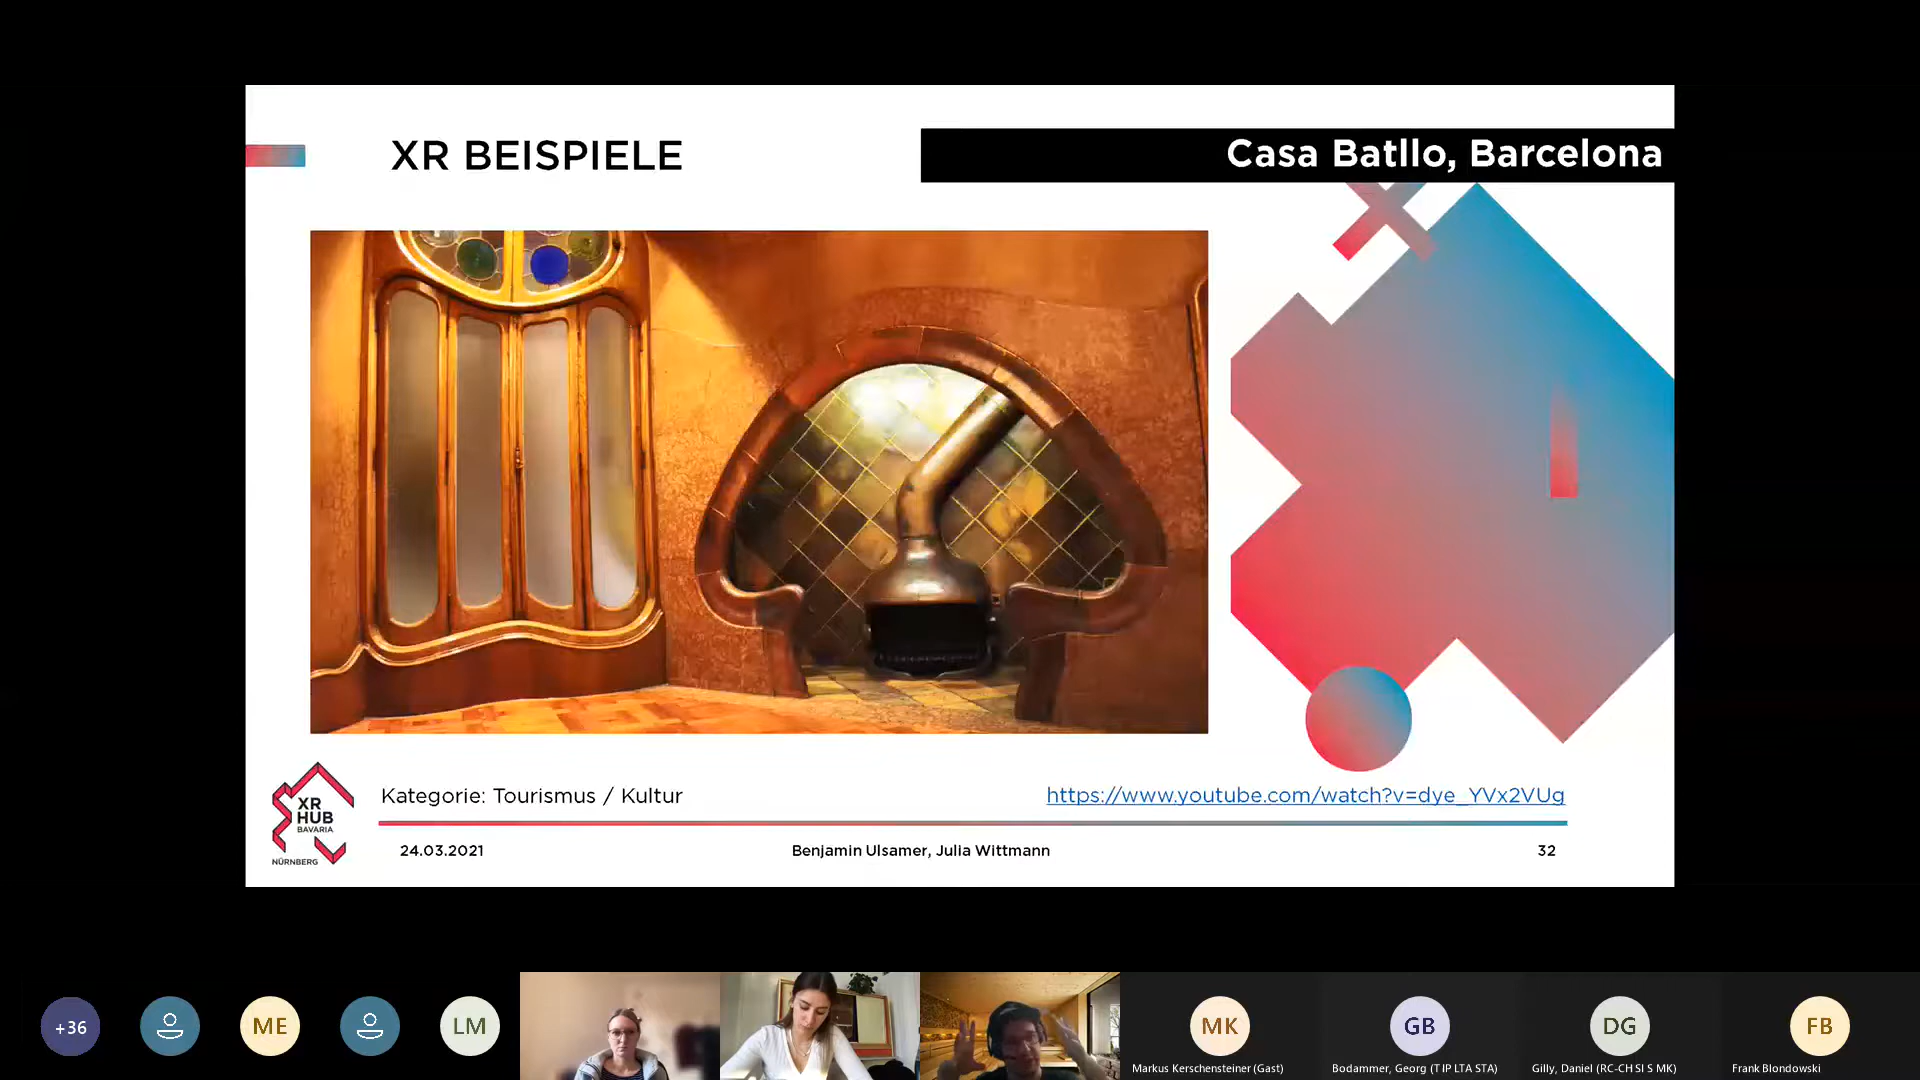 XR BEISPIELE
Casa Batllo, Barcelona
Kategorie: Tourismus / Kultur
https://www.youtube.com/watch?v=dye_YVx2VUg
XR
HUB
BAVARIA
NÜRNBERG
24.03.2021
Benjamin Ulsamer, Julia Wittmann
32
+36
ME
LM
MK
GB
DG
FB
Markus Kerschensteiner (Gast)
Bodammer, Georg (T IP LTA STA)
Gilly, Daniel (RC-CH SI S MK)
Frank Blondowski